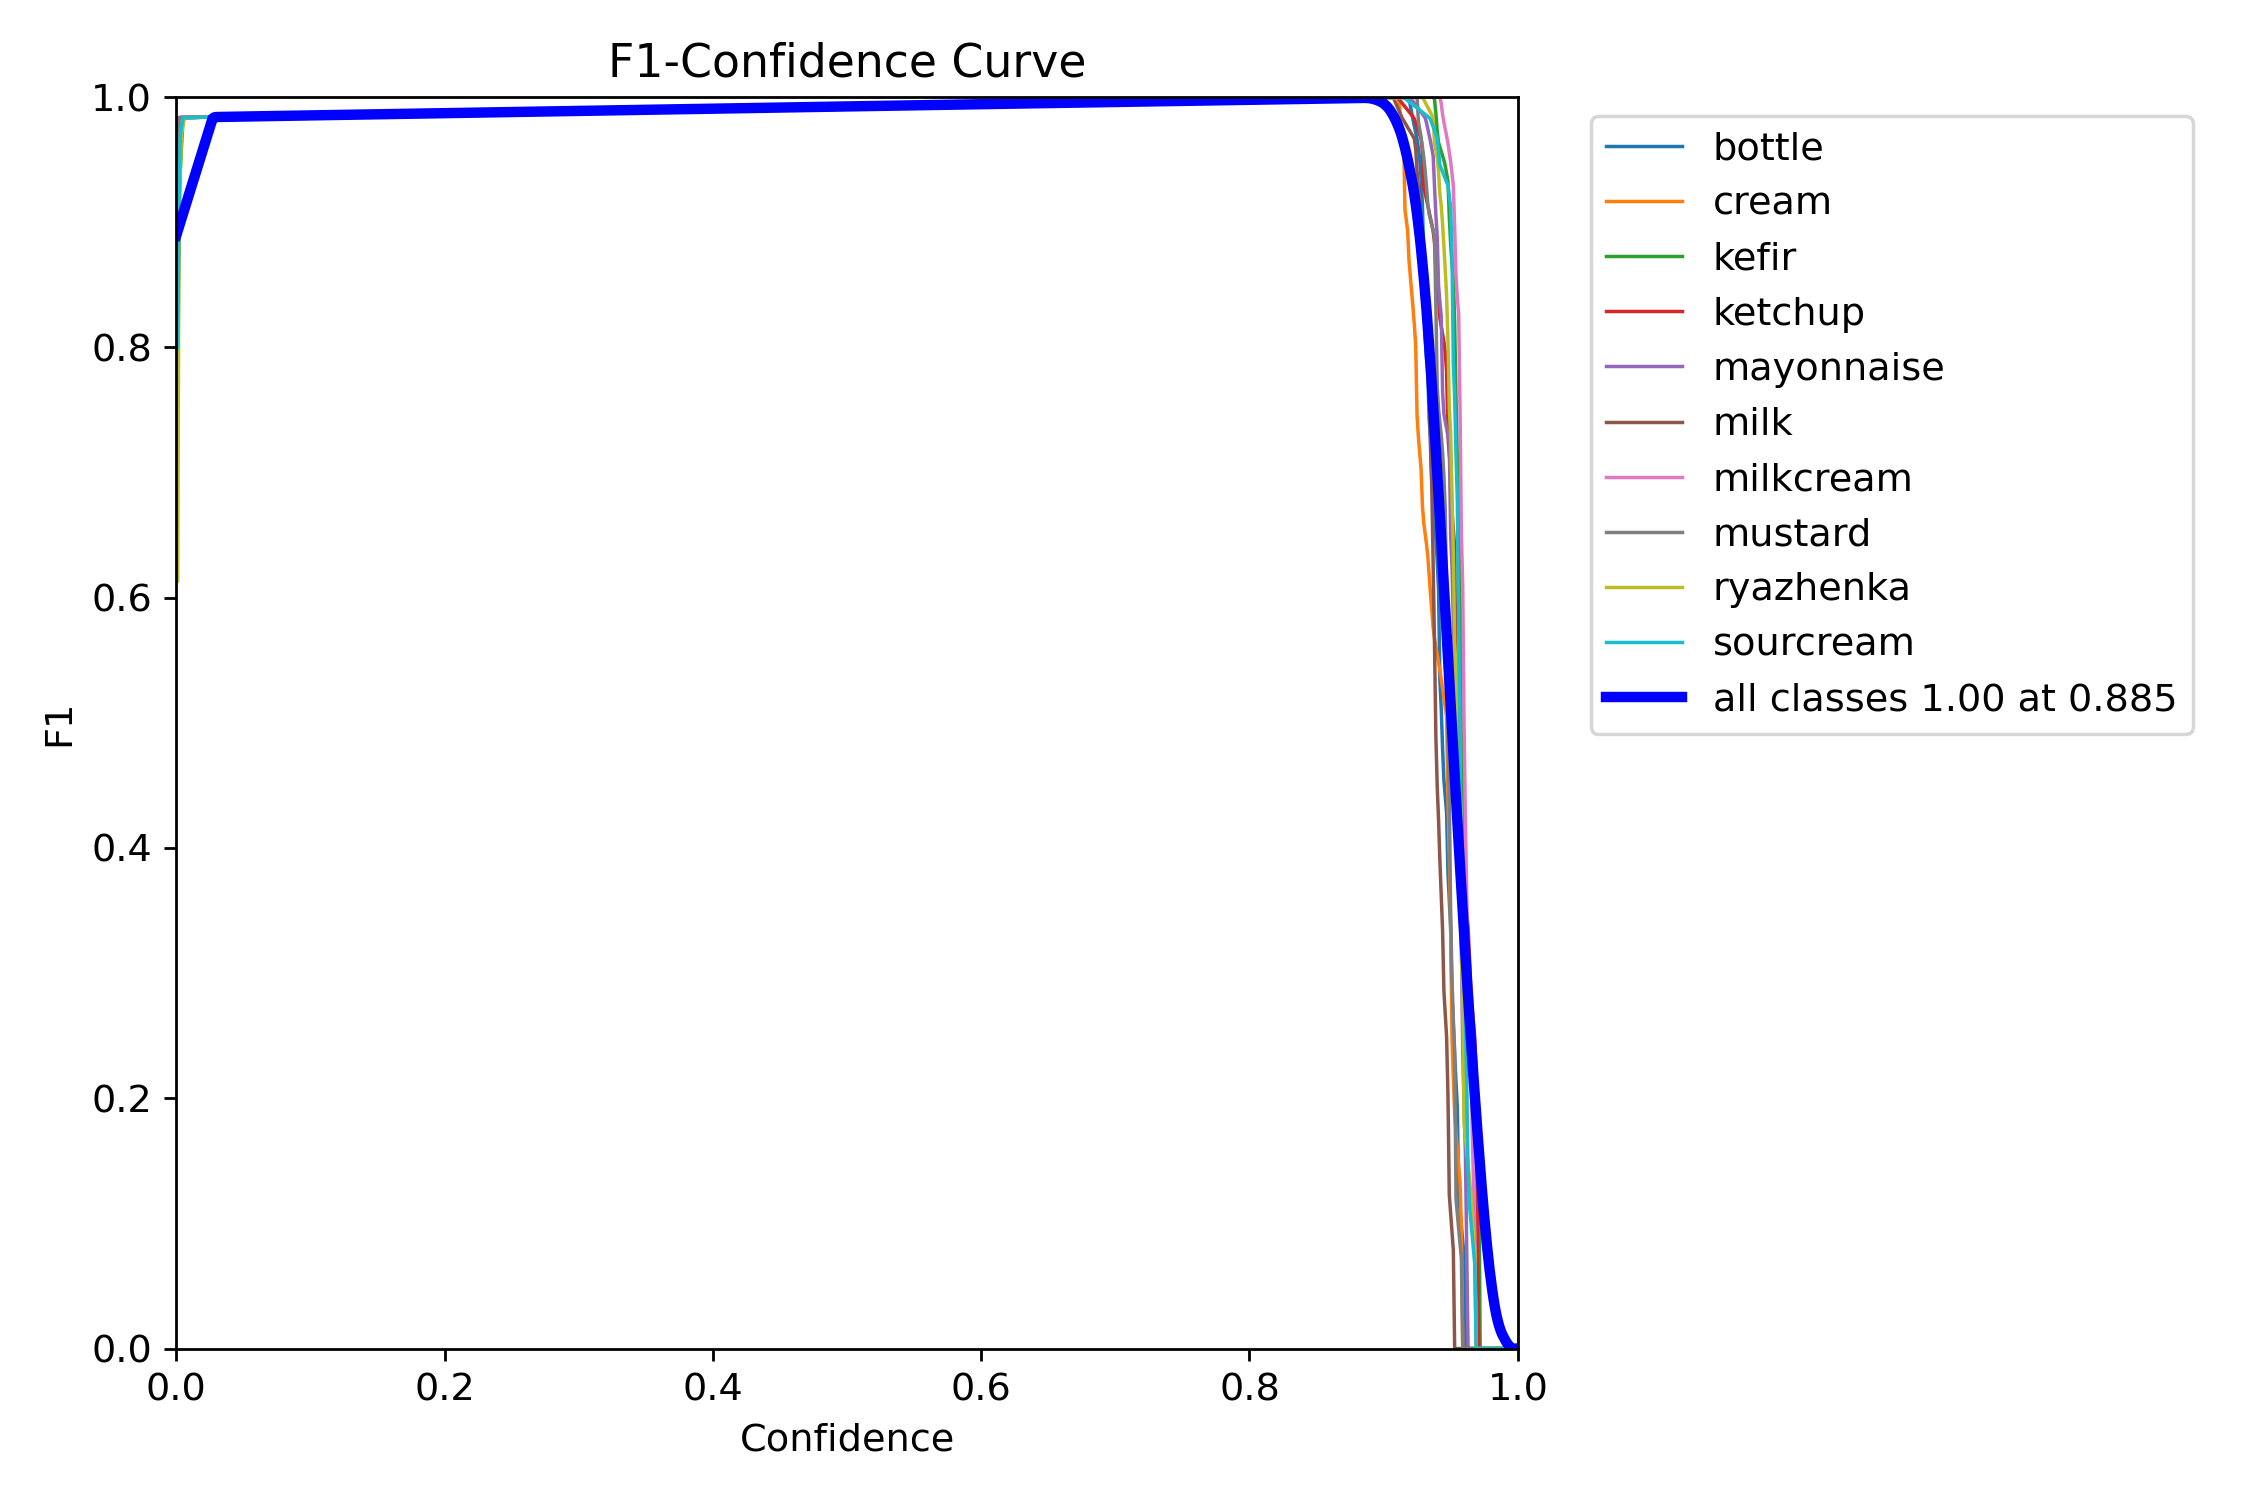 F1-Confidence Curve
1.0
0.8
0.6
0.4
0.2
0.0
F1
0.0 0.2 0.4 0.6 0.8 1.0
Confidence
bottle
cream
kefir
ketchup
mayonnaise
milk
milkcream
mustard
ryazhenka
sourcream
all classes 1.00 at 0.885